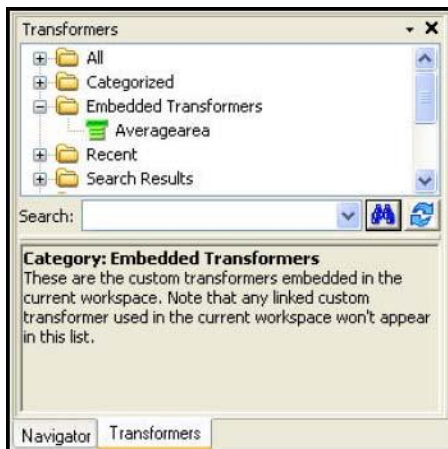 Transformers
All
Categorized
Embedded Transformers
Averagearea
Recent
Search Results
Search:
Category: Embedded Transformers
These are the custom transformers embedded in the
current workspace. Note that any linked custom
transformer used in the current workspace won't appear
in this list.
Navigator Transformers